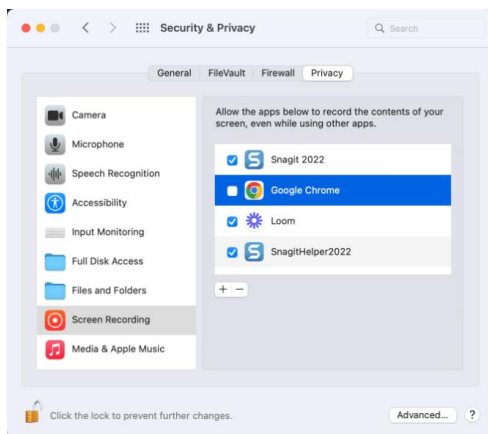 Security & Privacy
Search
General
FileVault
Firewall
Privacy
Camera
Microphone
Speech Recognition
Accessibility
Input Monitoring
Full Disk Access
Files and Folders
Screen Recording
Media & Apple Music
Allow the apps below to record the contents of your
screen, even while using other apps.
Snagit 2022
Google Chrome
Loom
SnagitHelper2022
+ −
Click the lock to prevent further changes.
Advanced...
?